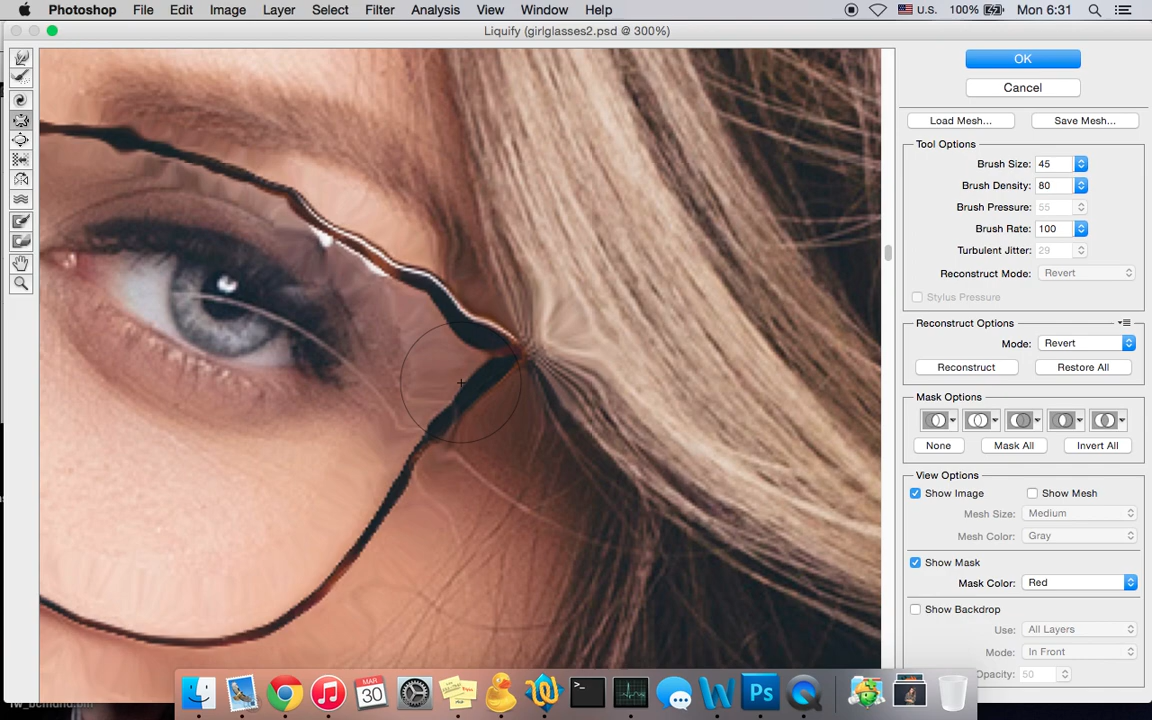 Photoshop File Edit Image Layer Select Filter Analysis View Window Help U.S. 100% Mon 6:31
Liquify (girlglasses2.psd @ 300%)
OK
Cancel
Load Mesh... Save Mesh...
Tool Options
Brush Size: 45
Brush Density: 80
Brush Pressure: 55
Brush Rate: 100
Turbulent Jitter: 29
Reconstruct Mode: Revert
Stylus Pressure
Reconstruct Options
Mode: Revert
Reconstruct Restore All
Mask Options
None Mask All Invert All
View Options
Show Image Show Mesh
Mesh Size: Medium
Mesh Color: Gray
Show Mask
Mask Color: Red
Show Backdrop
Use: All Layers
Mode: In Front
Opacity: 50
MAR
30
>_
W
Ps